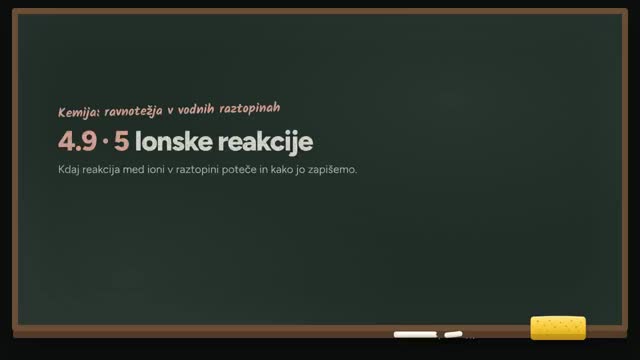 Kemija: ravnotežja v vodnih raztopinah
4.9 · 5 Ionske reakcije
Kdaj reakcija med ioni v raztopini poteče in kako jo zapišemo.